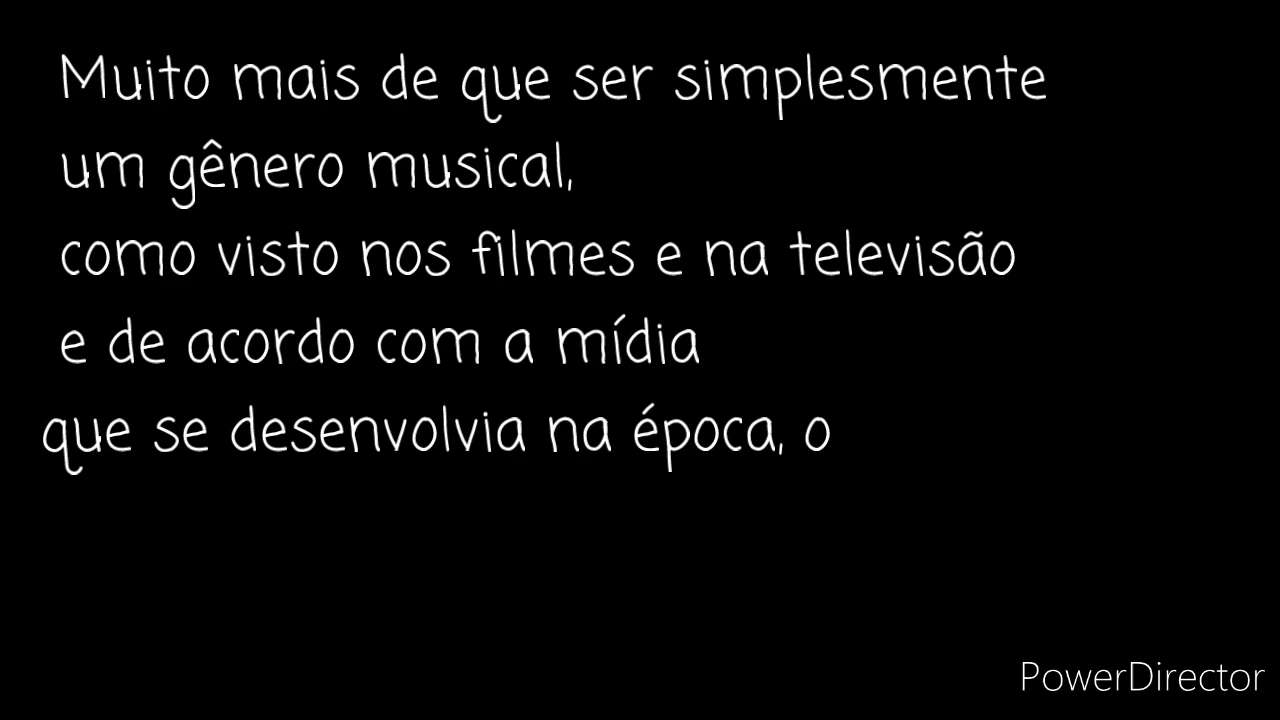 Muito mais de que ser simplesmente
um gênero musical,
como visto nos filmes e na televisão
e de acordo com a mídia
que se desenvolvia na época, o
PowerDirector